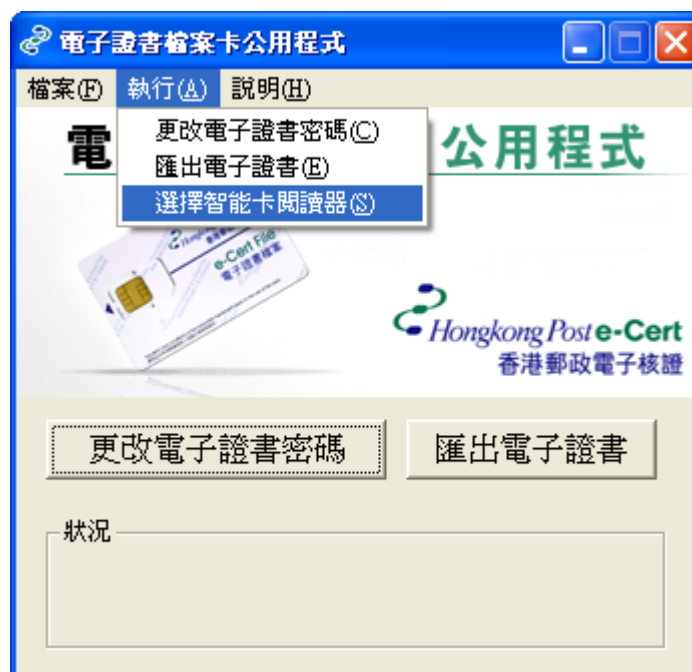 電子證書檔案卡公用程式
檔案(F) 執行(A) 説明(H)
電 公用程式
更改電子證書密碼(C)
匯出電子證書(E)
選擇智能卡閱讀器(S)
e-Cert File
電子證書檔案
Hongkong Post e-Cert
香港郵政電子核證
更改電子證書密碼 匯出電子證書
狀況